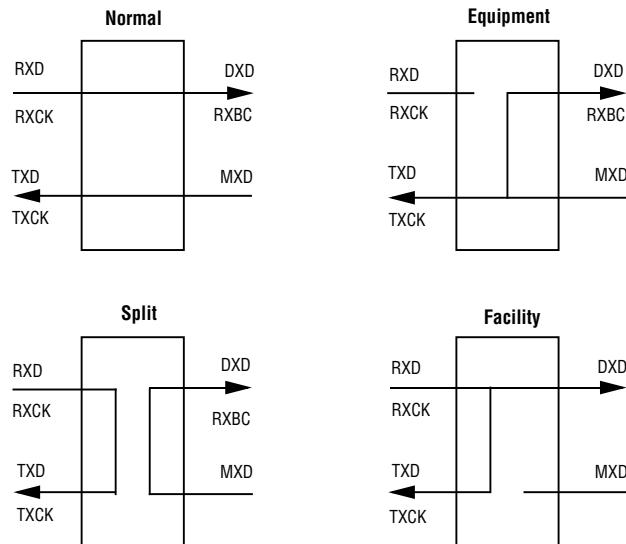 Normal
RXD
DXD
RXCK
RXBC
TXD
MXD
TXCK
Equipment
RXD
DXD
RXCK
RXBC
TXD
MXD
TXCK
Split
RXD
DXD
RXCK
RXBC
TXD
MXD
TXCK
Facility
RXD
DXD
RXCK
TXD
MXD
TXCK